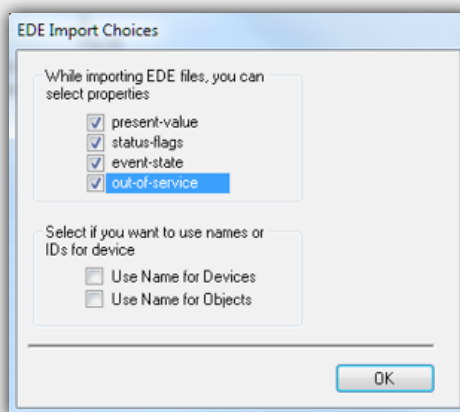 EDE Import Choices
While importing EDE files, you can
select properties
present-value
status-flags
event-state
out-of-service
Select if you want to use names or
IDs for device
Use Name for Devices
Use Name for Objects
OK